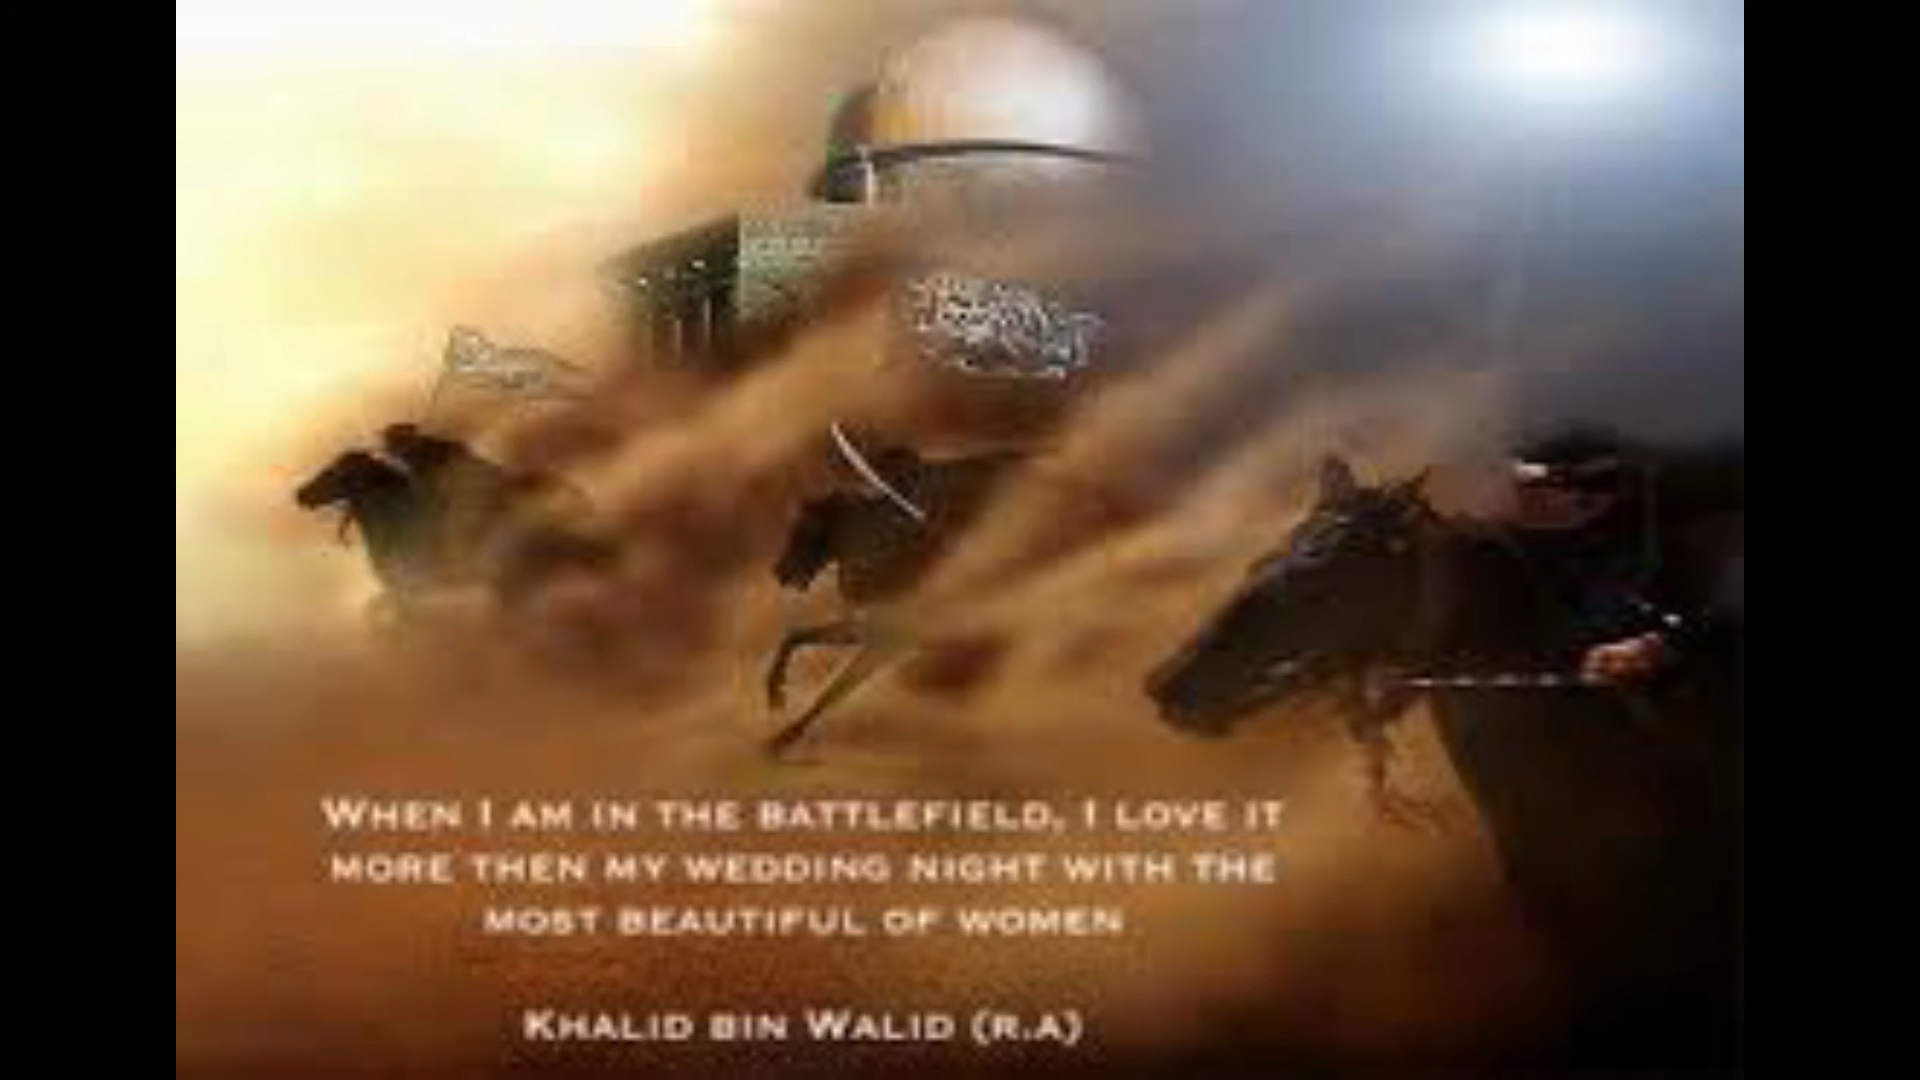 WHEN I AM IN THE BATTLEFIELD, I LOVE IT
MORE THEN MY WEDDING NIGHT WITH THE
MOST BEAUTIFUL OF WOMEN
KHALID BIN WALID (R.A)